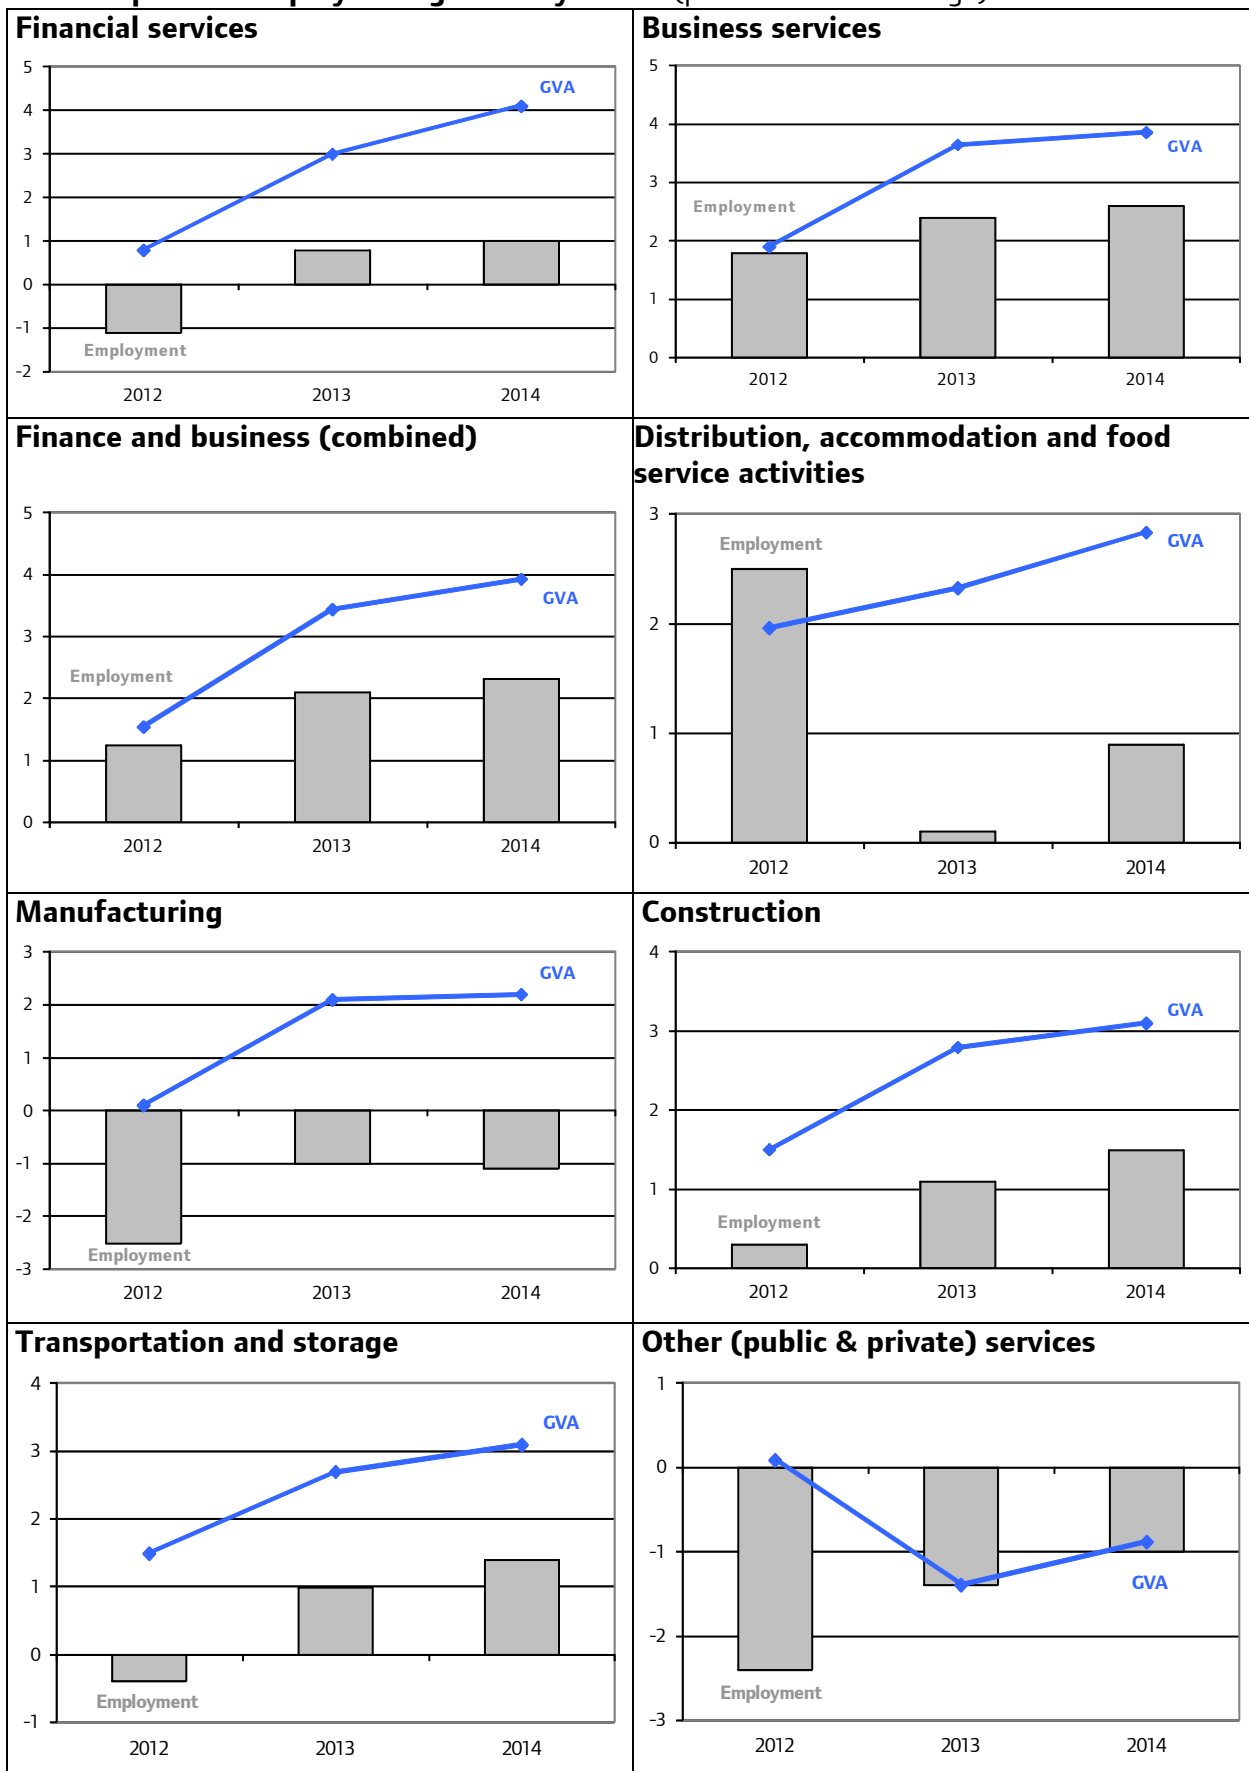 Financial services
5
4
3
2
1
0
-1
-2
GVA
Employment
2012 2013 2014
Business services
5
4
3
2
1
0
Employment
GVA
2012 2013 2014
Finance and business (combined)
5
4
3
2
1
0
Employment
GVA
2012 2013 2014
Distribution, accommodation and food
service activities
3
2
1
0
Employment
GVA
2012 2013 2014
Manufacturing
3
2
1
0
-1
-2
-3
GVA
Employment
2012 2013 2014
Construction
4
3
2
1
0
GVA
Employment
2012 2013 2014
Transportation and storage
4
3
2
1
0
-1
GVA
Employment
2012 2013 2014
Other (public & private) services
1
0
-1
-2
-3
GVA
Employment
2012 2013 2014